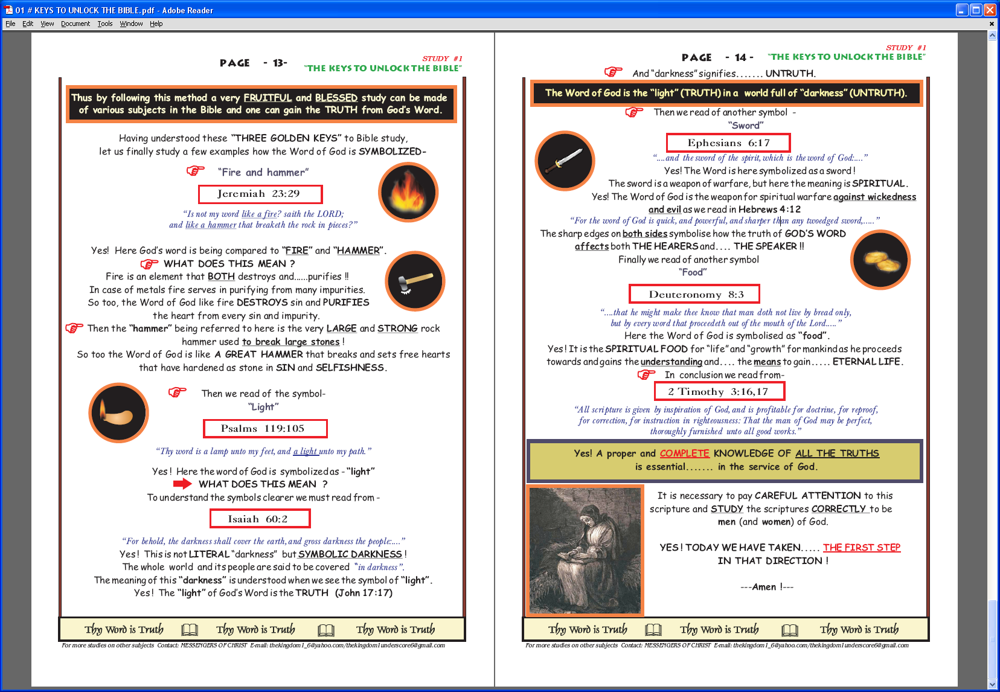 01 # KEYS TO UNLOCK THE BIBLE.pdf - Adobe Reader
File Edit View Document Tools Window Help
STUDY #1
PAGE - 13-
"THE KEYS TO UNLOCK THE BIBLE"
Thus by following this method a very FRUITFUL and BLESSED study can be made
of various subjects in the Bible and one can gain the TRUTH from God's Word.
Having understood these "THREE GOLDEN KEYS" to Bible study,
let us finally study a few examples how the Word of God is SYMBOLIZED-
"Fire and hammer"
Jeremiah 23:29
"Is not my word like a fire? saith the LORD;
and like a hammer that breaketh the rock in pieces?"
Yes! Here God's word is being compared to "FIRE" and "HAMMER".
WHAT DOES THIS MEAN ?
Fire is an element that BOTH destroys and......purifies !!
In case of metals fire serves in purifying from many impurities.
So too, the Word of God like fire DESTROYS sin and PURIFIES
the heart from every sin and impurity.
Then the "hammer" being referred to here is the very LARGE and STRONG rock
hammer used to break large stones !
So too the Word of God is like A GREAT HAMMER that breaks and sets free hearts
that have hardened as stone in SIN and SELFISHNESS.
Then we read of the symbol-
"Light"
Psalms 119:105
"Thy word is a lamp unto my feet, and a light unto my path."
Yes ! Here the word of God is symbolized as - "light"
WHAT DOES THIS MEAN ?
To understand the symbols clearer we must read from -
Isaiah 60:2
"For behold, the darkness shall cover the earth, and gross darkness the people:...."
Yes ! This is not LITERAL "darkness" but SYMBOLIC DARKNESS !
The whole world and its people are said to be covered "in darkness".
The meaning of this "darkness" is understood when we see the symbol of "light".
Yes ! The "light" of God's Word is the TRUTH (John 17:17)
Thy Word is Truth Thy Word is Truth Thy Word is Truth
For more studies on other subjects Contact: MESSENGERS OF CHRIST E-mail: thekingdom1_6@yahoo.com/thekingdom1underscore6@gmail.com
STUDY #1
PAGE - 14 - "THE KEYS TO UNLOCK THE BIBLE"
And "darkness" signifies....... UNTRUTH.
The Word of God is the "light" (TRUTH) in a world full of "darkness" (UNTRUTH).
Then we read of another symbol -
"Sword"
Ephesians 6:17
"....and the sword of the spirit, which is the word of God:...."
Yes! The Word is here symbolized as a sword !
The sword is a weapon of warfare, but here the meaning is SPIRITUAL.
Yes! The Word of God is the weapon for spiritual warfare against wickedness
and evil as we read in Hebrews 4:12
"For the word of God is quick, and powerful, and sharper than any twoedged sword,....."
The sharp edges on both sides symbolise how the truth of GOD'S WORD
affects both THE HEARERS and.... THE SPEAKER !!
Finally we read of another symbol
"Food"
Deuteronomy 8:3
"....that he might make thee know that man doth not live by bread only,
but by every word that proceedeth out of the mouth of the Lord....."
Here the Word of God is symbolised as "food".
Yes! It is the SPIRITUAL FOOD for "life" and "growth" for mankind as he proceeds
towards and gains the understanding and.... the means to gain..... ETERNAL LIFE.
In conclusion we read from-
2 Timothy 3:16,17
"All scripture is given by inspiration of God, and is profitable for doctrine, for reproof,
for correction, for instruction in righteousness: That the man of God may be perfect,
thoroughly furnished unto all good works."
Yes! A proper and COMPLETE KNOWLEDGE OF ALL THE TRUTHS
is essential....... in the service of God.
It is necessary to pay CAREFUL ATTENTION to this
scripture and STUDY the scriptures CORRECTLY to be
men (and women) of God.
YES ! TODAY WE HAVE TAKEN..... THE FIRST STEP
IN THAT DIRECTION !
---Amen !---
Thy Word is Truth Thy Word is Truth Thy Word is Truth
For more studies on other subjects Contact: MESSENGERS OF CHRIST E-mail: thekingdom1_6@yahoo.com/thekingdom1underscore6@gmail.com